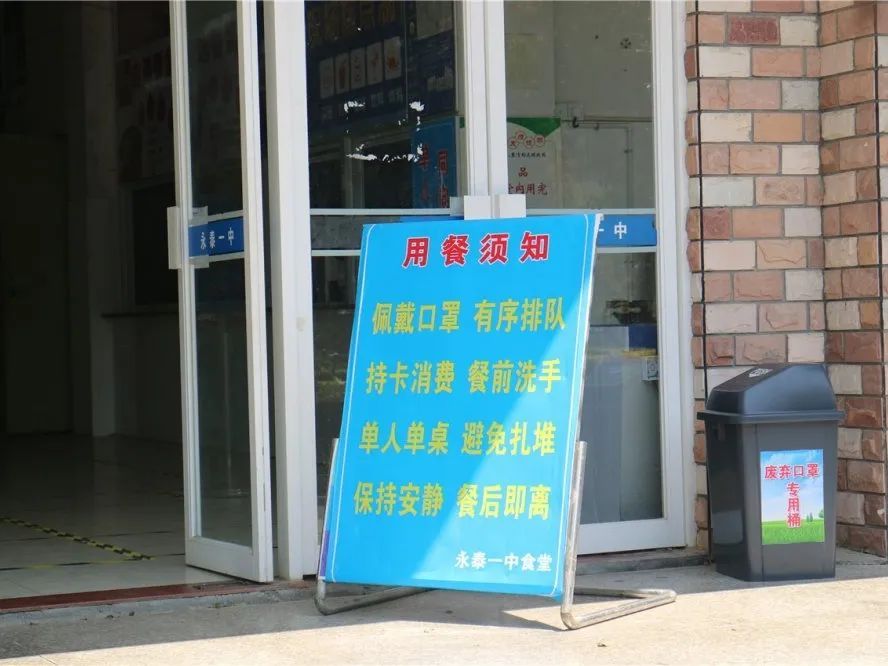 永泰一中
一中
品
用餐须知
佩戴口罩 有序排队
持卡消费 餐前洗手
单人单桌 避免扎堆
保持安静 餐后即离
永泰一中食堂
废弃口罩
专用桶